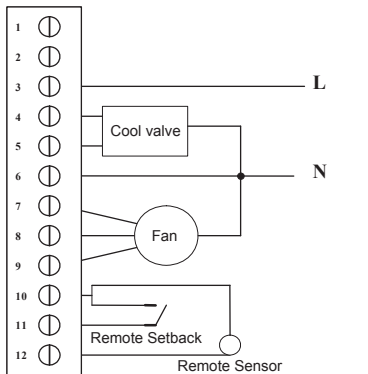 1
2
3 L
4
Cool valve
5
6 N
7
8 Fan
9
10
11
Remote Setback
12
Remote Sensor